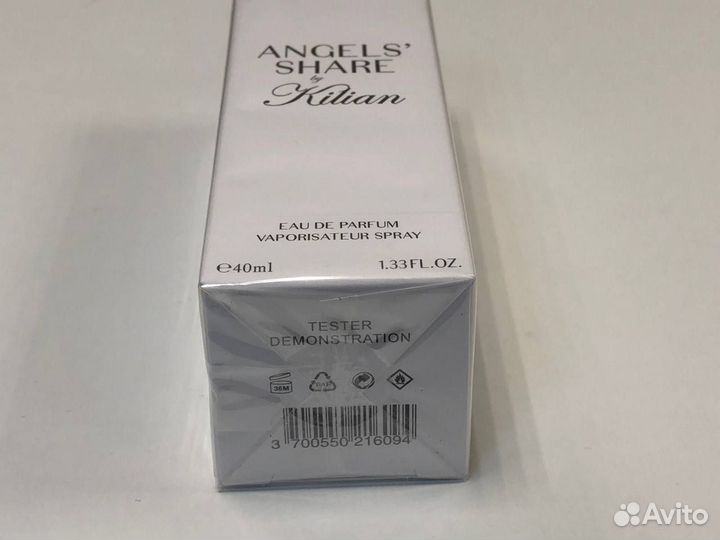 ANGELS'
SHARE
by
Kilian
EAU DE PARFUM
VAPORISATEUR SPRAY
℮40ml 1.33FL.OZ.
TESTER
DEMONSTRATION
36M
3 700550 216094
Avito